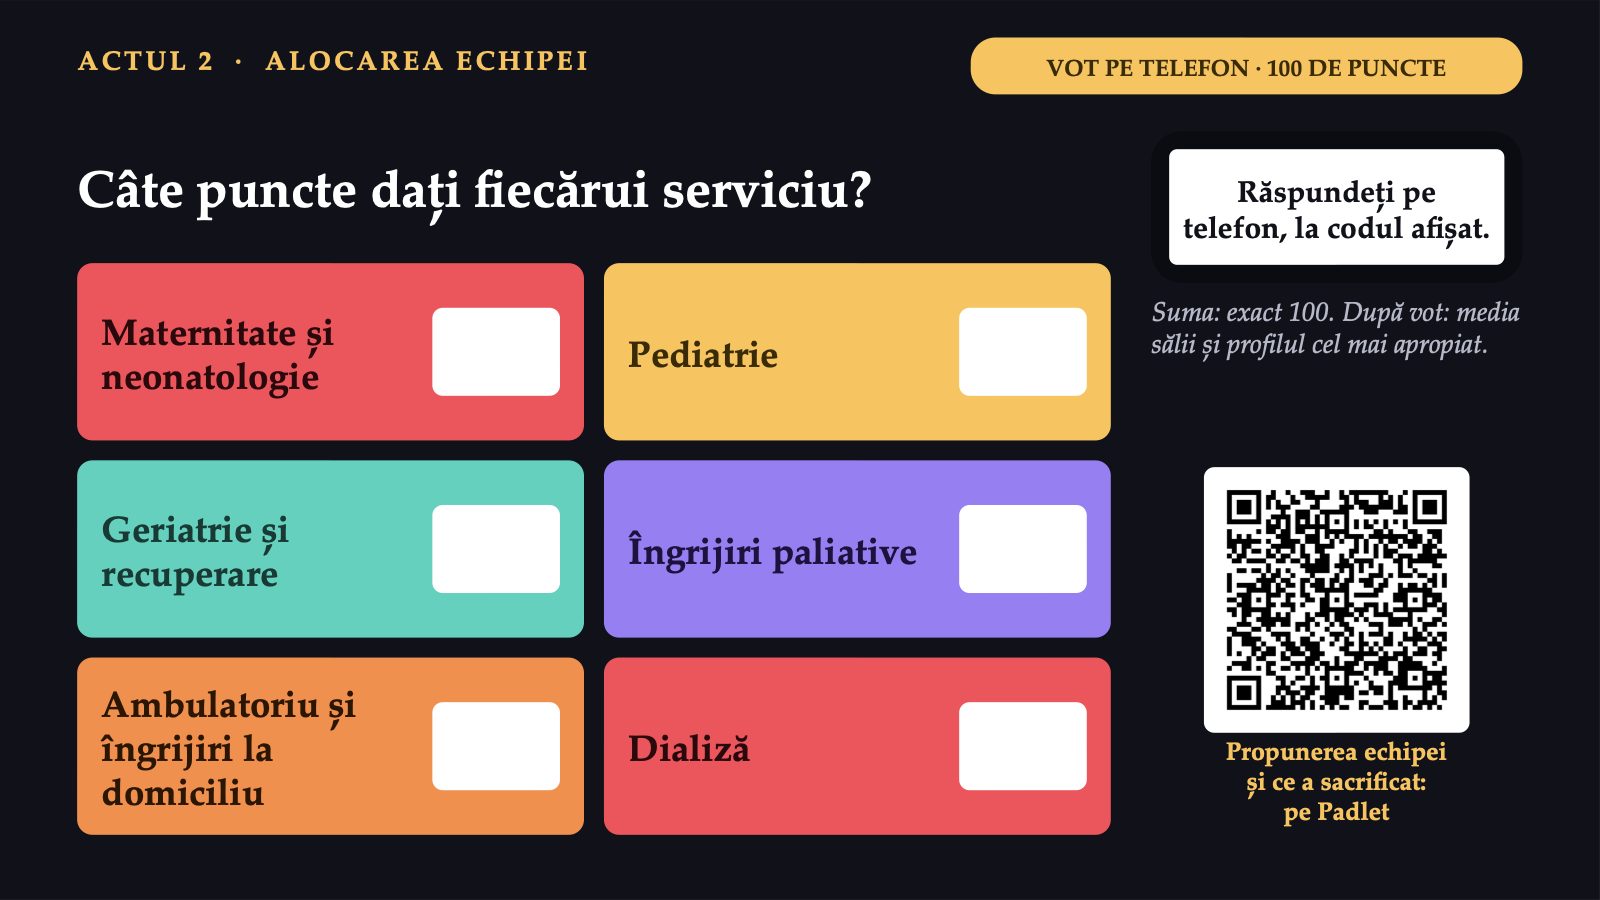 ACTUL 2 · ALOCAREA ECHIPEI
VOT PE TELEFON · 100 DE PUNCTE
Câte puncte dați fiecărui serviciu?
Răspundeți pe
telefon, la codul afișat.
Suma: exact 100. După vot: media
sălii și profilul cel mai apropiat.
Maternitate și
neonatologie
Pediatrie
Geriatrie și
recuperare
Îngrijiri paliative
Ambulatoriu și
îngrijiri la
domiciliu
Dializă
Propunerea echipei
și ce a sacrificat:
pe Padlet